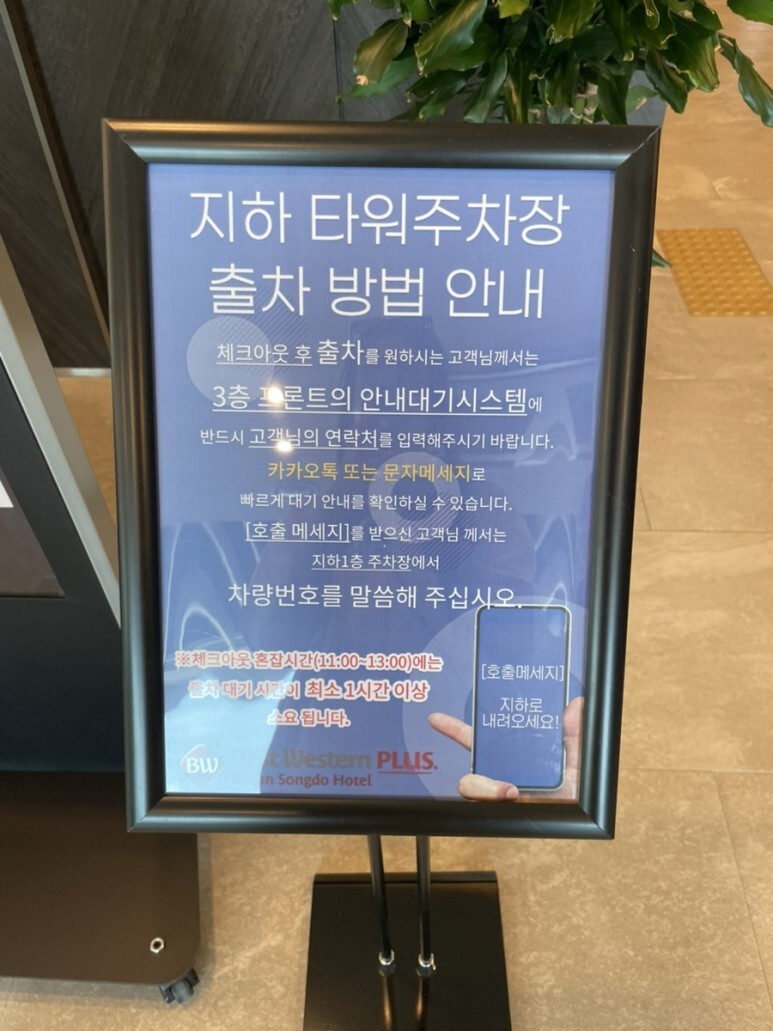 지하 타워주차장
출차 방법 안내
체크아웃 후 출차를 원하시는 고객님께서는
3층 프론트의 안내대기시스템에
반드시 고객님의 연락처를 입력해주시기 바랍니다.
카카오톡 또는 문자메세지로
빠르게 대기 안내를 확인하실 수 있습니다.
[호출 메세지]를 받으신 고객님 께서는
지하1층 주차장에서
차량번호를 말씀해 주십시오.
※체크아웃 혼잡시간(11:00~13:00)에는
출차 대기 시간이 최소 1시간 이상
소요 됩니다.
[호출메세지]
지하로
내려오세요!
BW Best Western PLUS.
Songdo Hotel